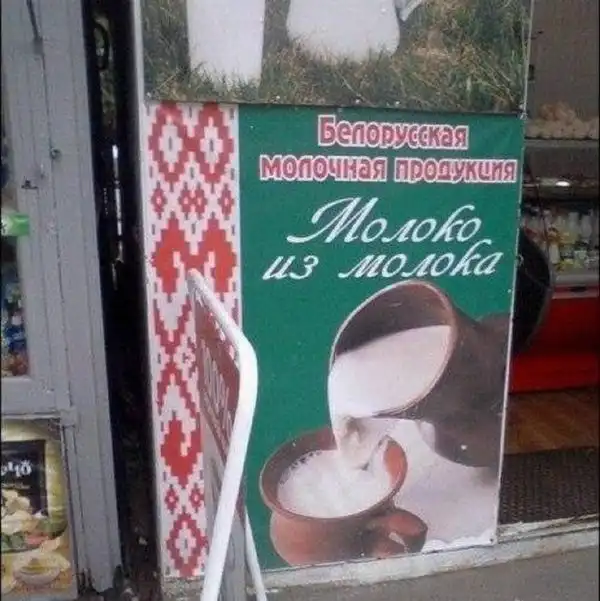 Белорусская
молочная продукция
Молоко
из молока